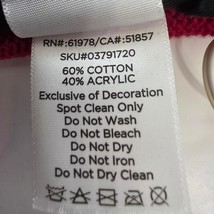 RN#:61978/CA#:51857
SKU#03791720
60% COTTON
40% ACRYLIC
Exclusive of Decoration
Spot Clean Only
Do Not Wash
Do Not Bleach
Do Not Dry
Do Not Iron
Do Not Dry Clean